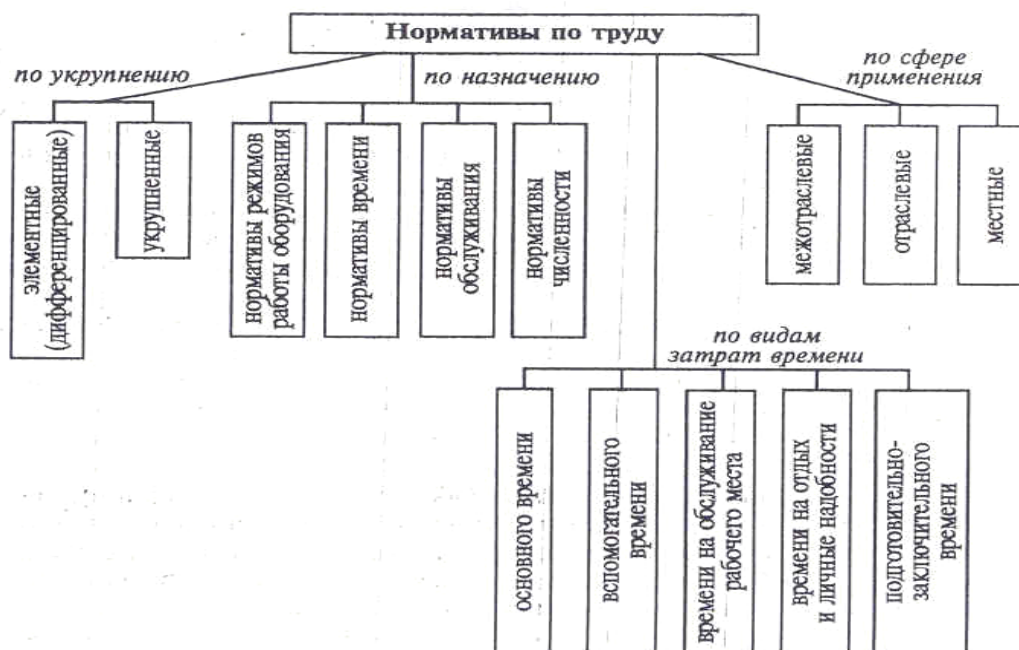 Нормативы по труду
по укрупнению
элементные
(дифференцированные)
укрупненные
по назначению
нормативы режимов
работы оборудования
нормативы времени
нормативы
обслуживания
нормативы
численности
по сфере
применения
межотраслевые
отраслевые
местные
по видам
затрат времени
основного времени
вспомогательного
времени
времени на обслуживание
рабочего места
времени на отдых
и личные надобности
подготовительно-
заключительного
времени